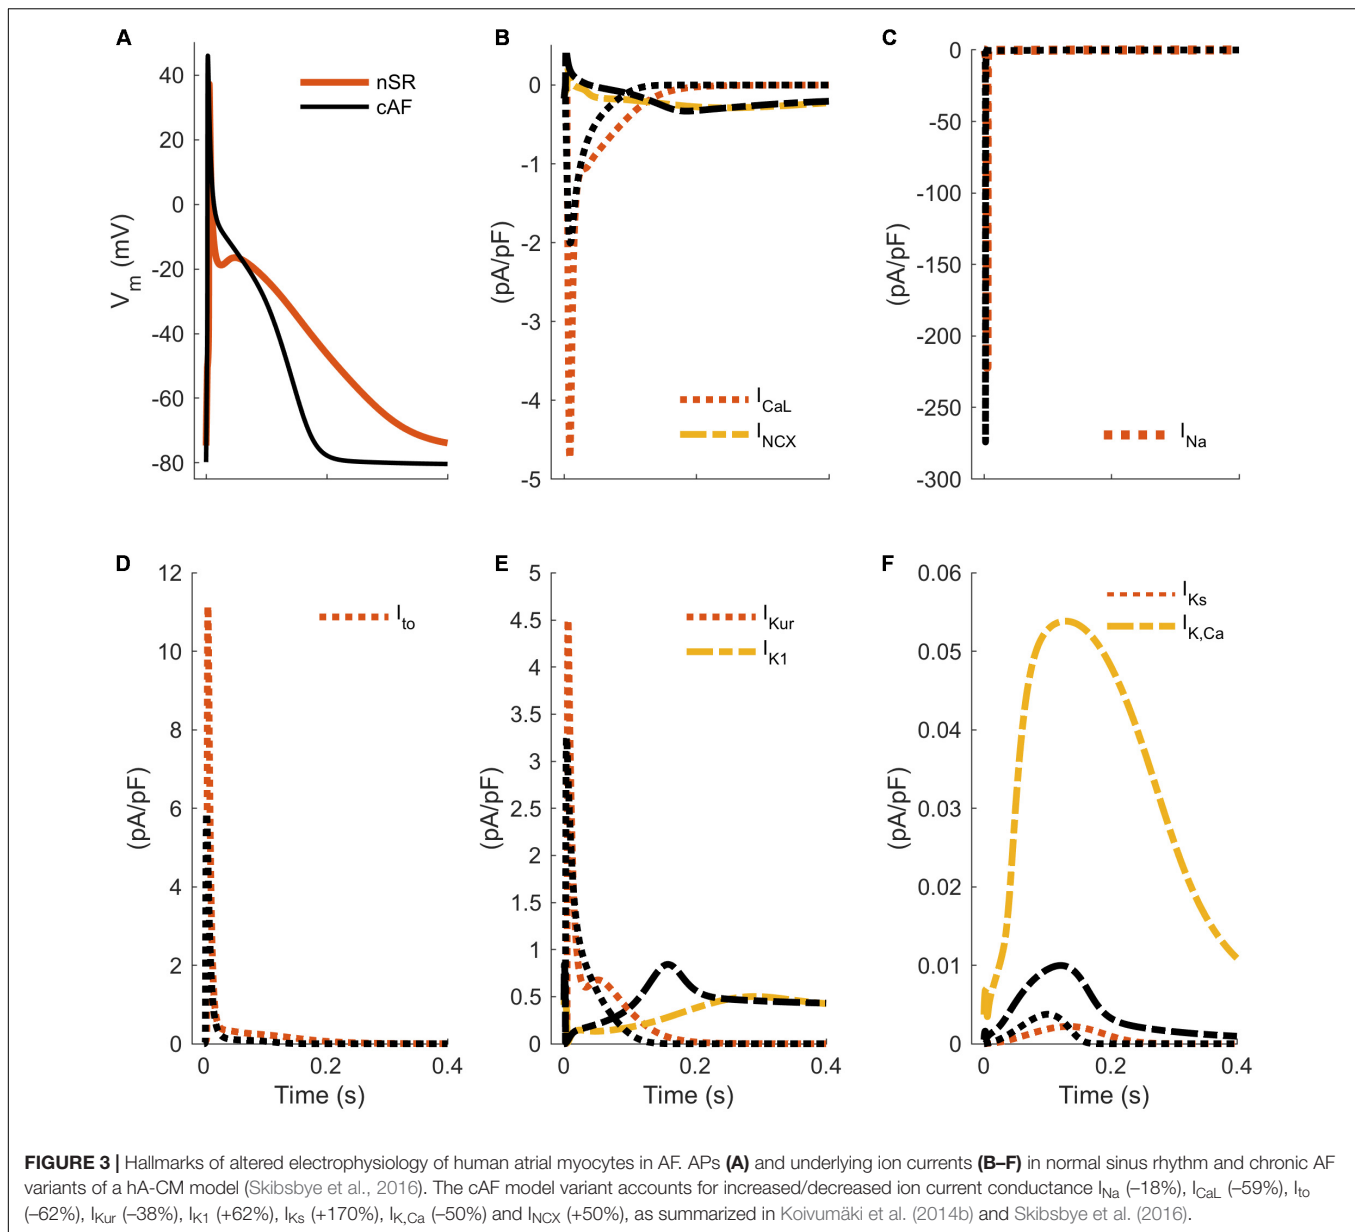 A
40
20
0
-20
-40
-60
-80
V_m (mV)
nSR
cAF
B
0
-1
-2
-3
-4
-5
(pA/pF)
I_CaL
I_NCX
C
0
-50
-100
-150
-200
-250
-300
(pA/pF)
I_Na
D
12
10
8
6
4
2
0
(pA/pF)
I_to
0 0.2 0.4
Time (s)
E
5
4.5
4
3.5
3
2.5
2
1.5
1
0.5
0
(pA/pF)
I_Kur
I_K1
0 0.2 0.4
Time (s)
F
0.06
0.05
0.04
0.03
0.02
0.01
0
(pA/pF)
I_Ks
I_K,Ca
0 0.2 0.4
Time (s)
FIGURE 3 | Hallmarks of altered electrophysiology of human atrial myocytes in AF. APs (A) and underlying ion currents (B–F) in normal sinus rhythm and chronic AF
variants of a hA-CM model (Skibsbye et al., 2016). The cAF model variant accounts for increased/decreased ion current conductance I_Na (–18%), I_CaL (–59%), I_to
(–62%), I_Kur (–38%), I_K1 (+62%), I_Ks (+170%), I_K,Ca (–50%) and I_NCX (+50%), as summarized in Koivumäki et al. (2014b) and Skibsbye et al. (2016).